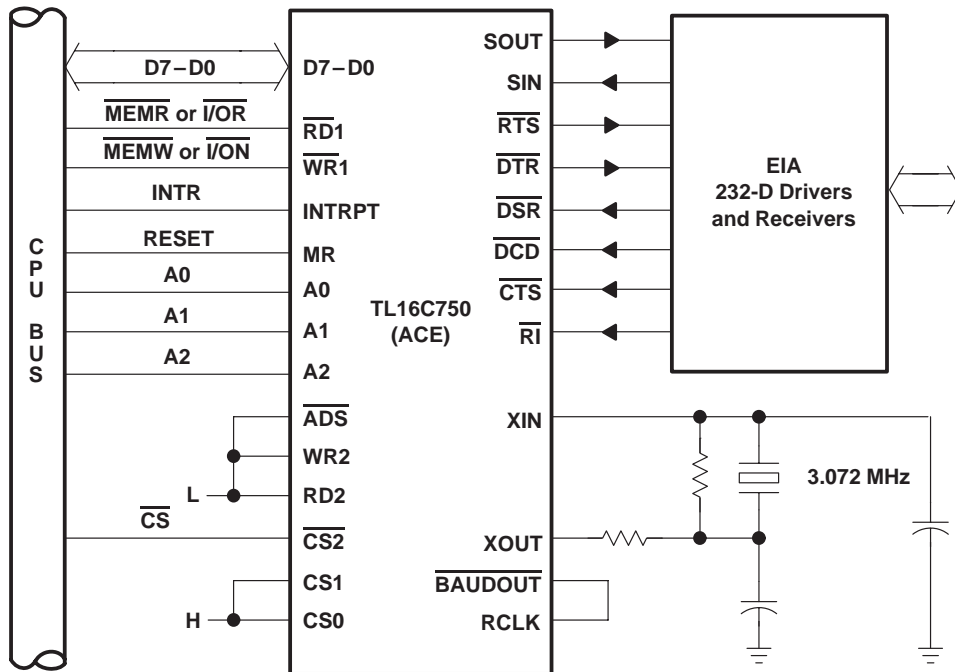 CPU BUS
D7–D0
MEMR or I/OR
MEMW or I/ON
INTR
RESET
A0
A1
A2
L
CS
H
D7–D0
RD1
WR1
INTRPT
MR
A0
A1
A2
ADS
WR2
RD2
CS2
CS1
CS0
TL16C750
(ACE)
SOUT
SIN
RTS
DTR
DSR
DCD
CTS
RI
XIN
XOUT
BAUDOUT
RCLK
EIA
232-D Drivers
and Receivers
3.072 MHz